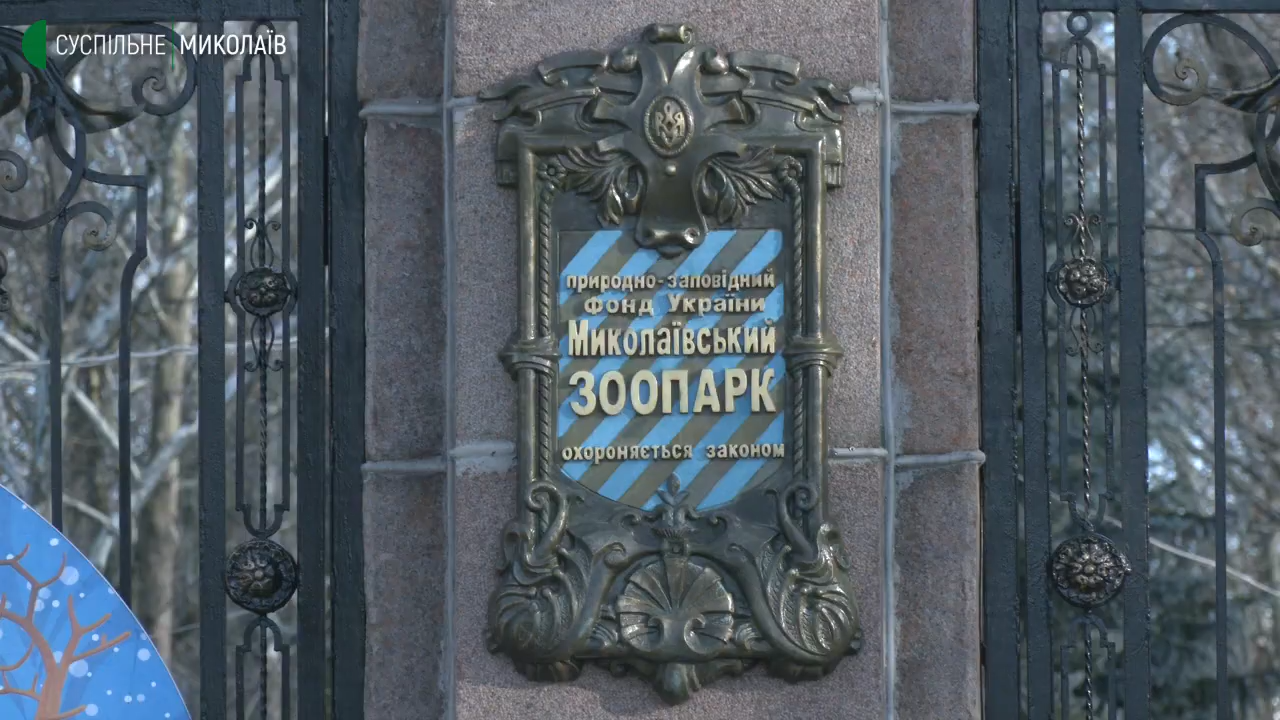 СУСПІЛЬНЕ МИКОЛАЇВ
природно-заповідний
Фонд України
Миколаївський
ЗООПАРК
охороняється законом